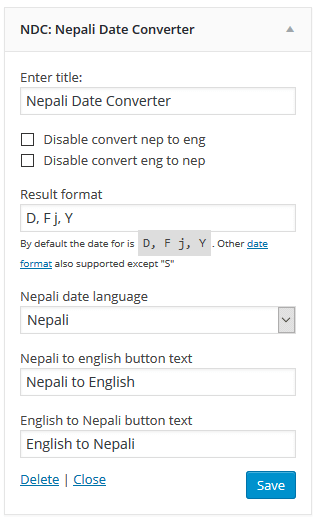 NDC: Nepali Date Converter
Enter title:
Nepali Date Converter
Disable convert nep to eng
Disable convert eng to nep
Result format
D, F j, Y
By default the date for is D, F j, Y . Other date
format also supported except "S"
Nepali date language
Nepali
Nepali to english button text
Nepali to English
English to Nepali button text
English to Nepali
Delete | Close
Save